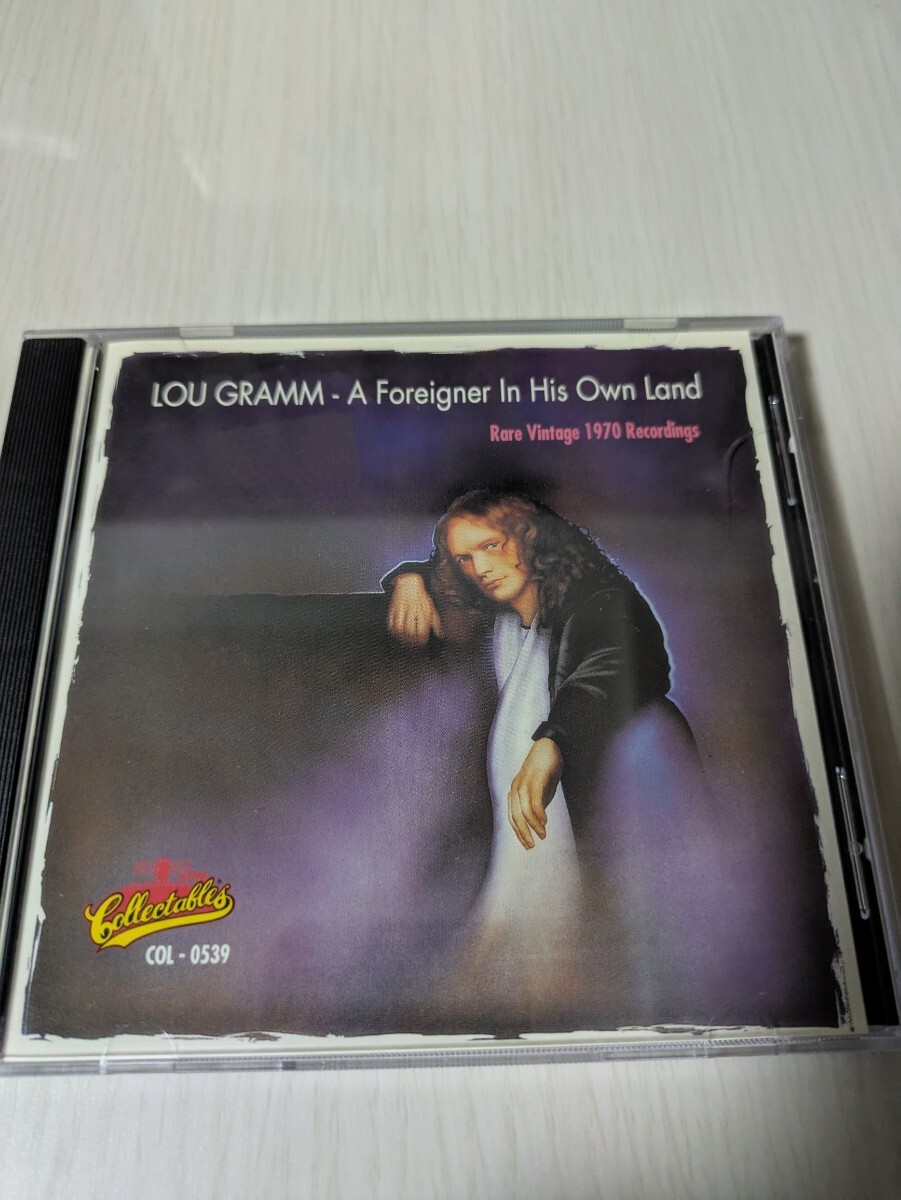 LOU GRAMM - A Foreigner In His Own Land
Rare Vintage 1970 Recordings
Collectables
COL - 0539